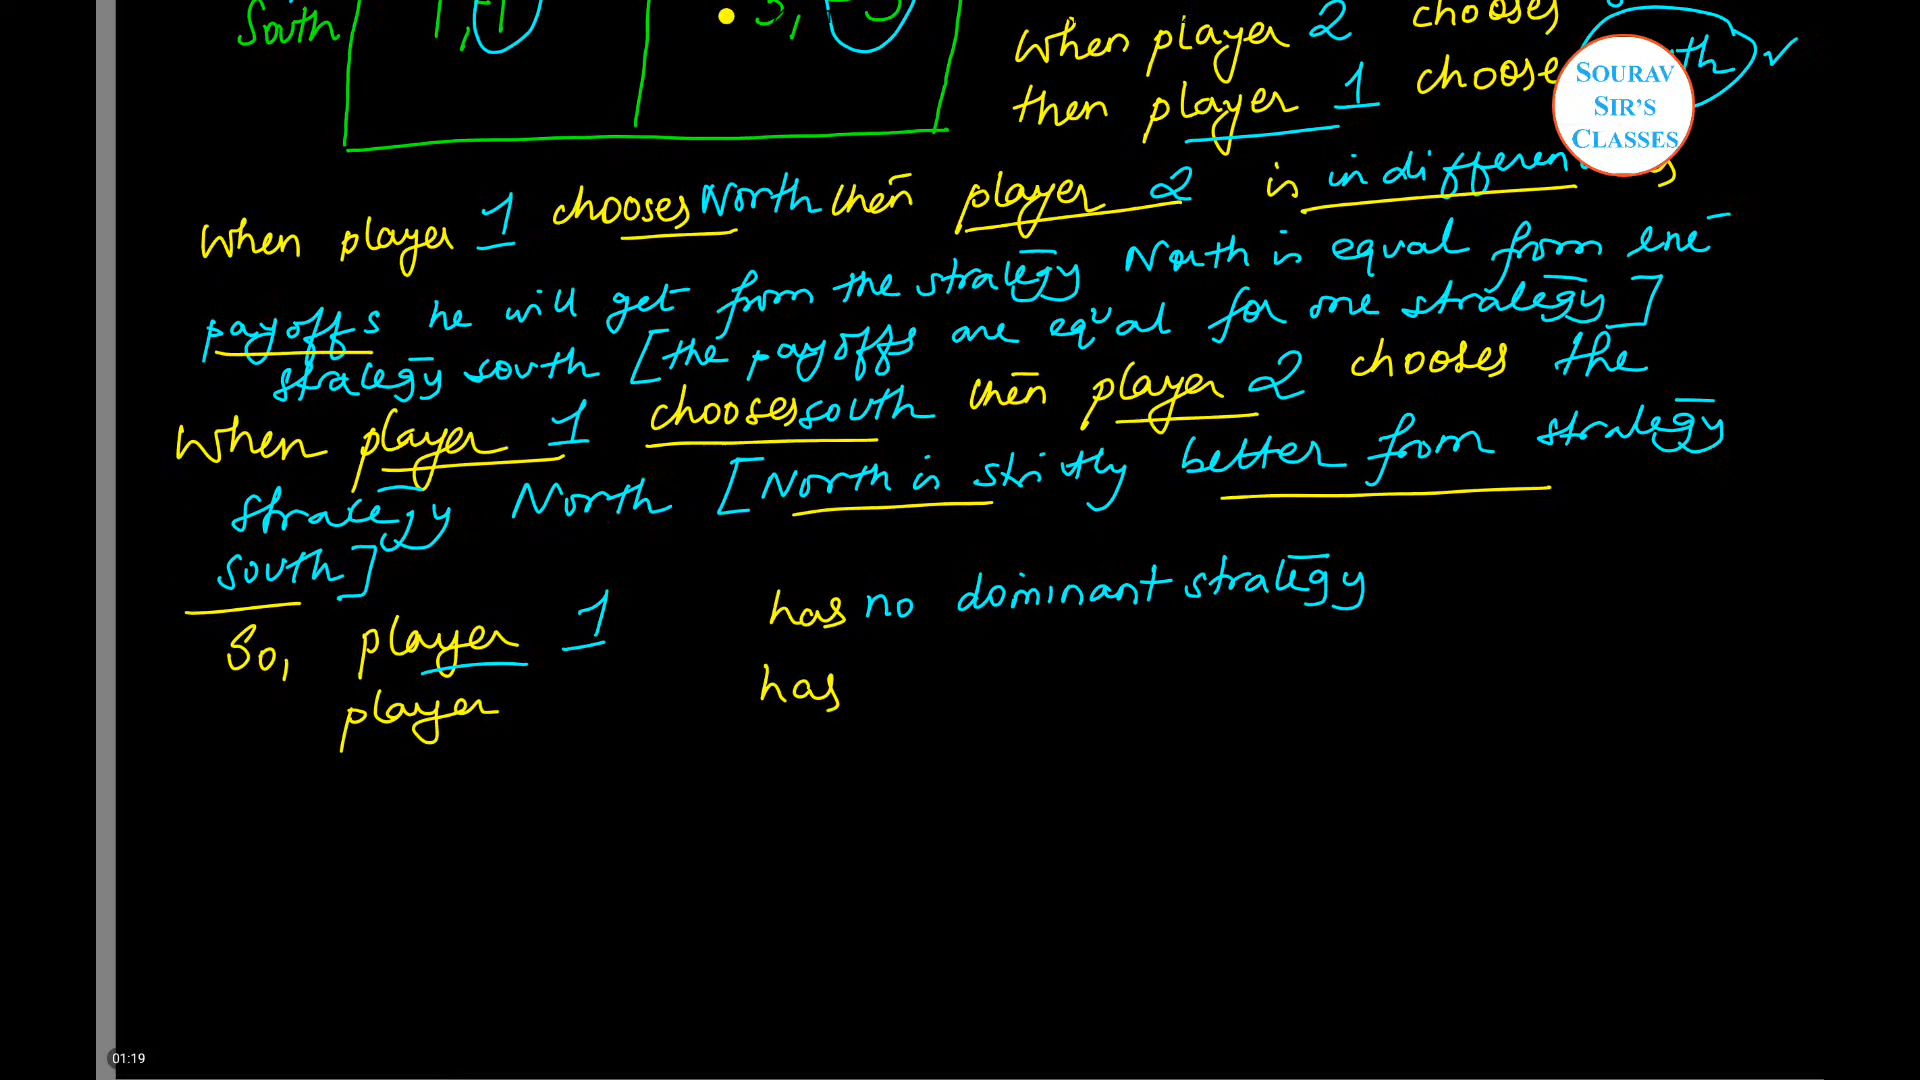 South 1, 1 3,
When player 2 chooses
then player 1 choose th ✓
SOURAV
SIR'S
CLASSES
When player 1 chooses North then player 2 is indifferen
payoffs he will get from the strategy North is equal from the
strategy south [the payoffs are equal for one strategy]
When player 1 chooses south then player 2 chooses the
strategy North [North is strictly better from strategy
south]
So, player 1 has no dominant strategy
player has
01:19